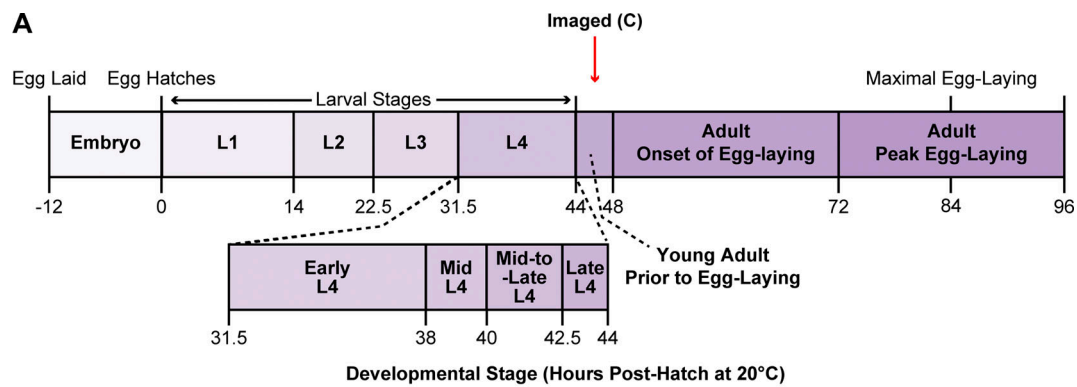 A
Imaged (C)
Egg Laid
Egg Hatches
Maximal Egg-Laying
Larval Stages
Embryo
L1
L2
L3
L4
Adult
Onset of Egg-laying
Adult
Peak Egg-Laying
-12
0
14
22.5
31.5
44
48
72
84
96
Early
L4
Mid
L4
Mid-to
-Late
L4
Late
L4
Young Adult
Prior to Egg-Laying
31.5
38
40
42.5
44
Developmental Stage (Hours Post-Hatch at 20°C)